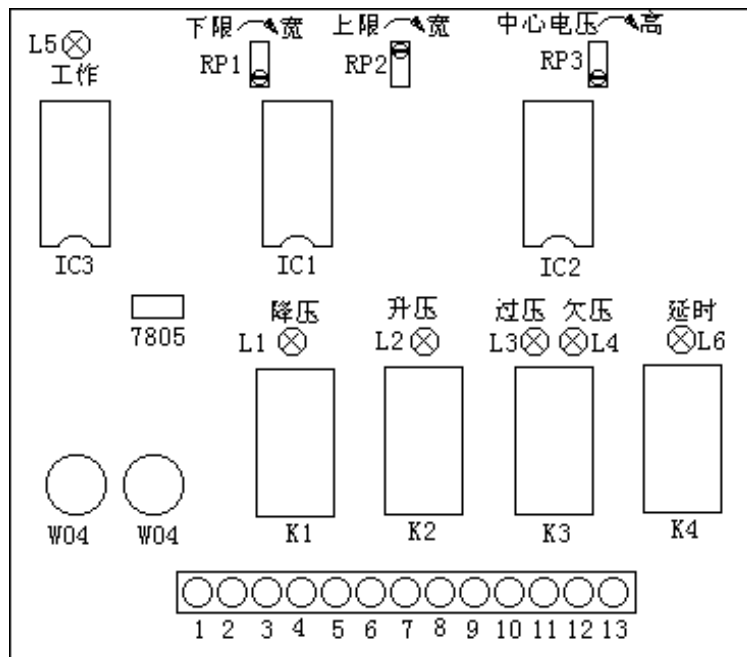 下限 宽 上限 宽 中心电压 高
L5 RP1 RP2 RP3
工作
IC3 IC1 IC2
7805
降压 升压 过压 欠压 延时
L1 L2 L3 L4 L6
W04 W04 K1 K2 K3 K4
1 2 3 4 5 6 7 8 9 10 11 12 13